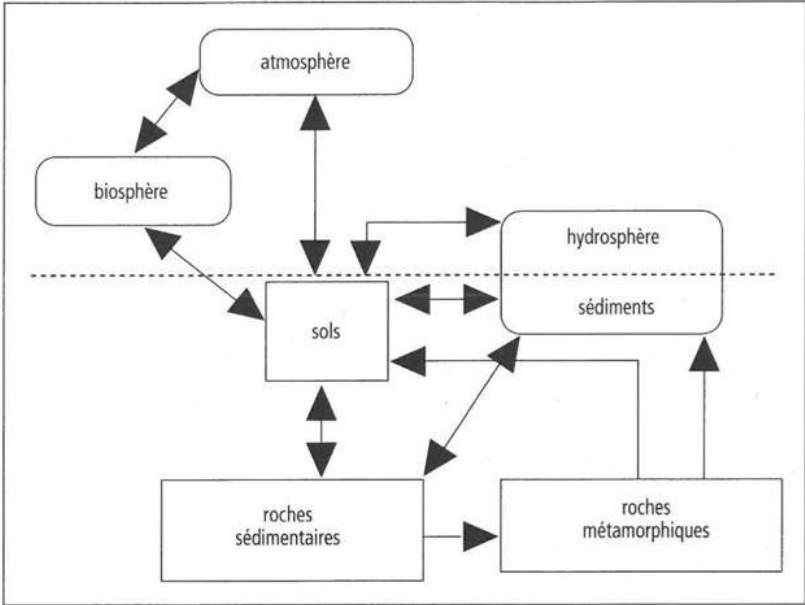 atmosphère
biosphère
hydrosphère
sédiments
sols
roches
sédimentaires
roches
métamorphiques